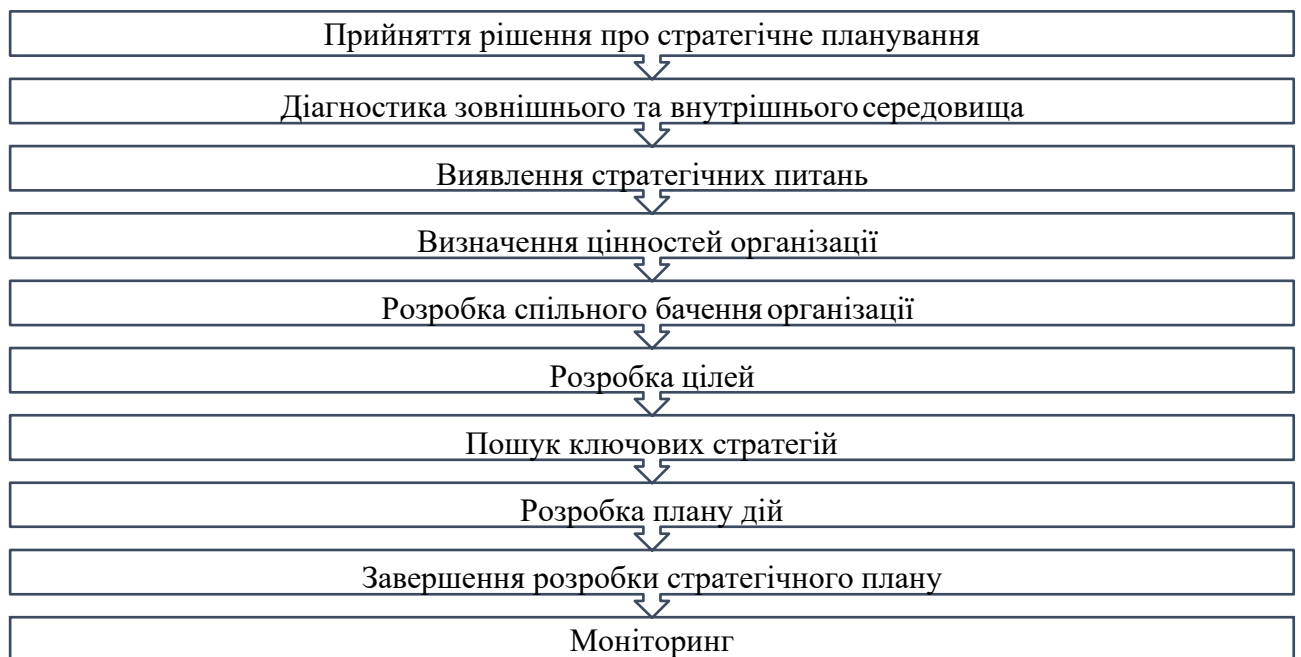 Прийняття рішення про стратегічне планування
Діагностика зовнішнього та внутрішнього середовища
Виявлення стратегічних питань
Визначення цінностей організації
Розробка спільного бачення організації
Розробка цілей
Пошук ключових стратегій
Розробка плану дій
Завершення розробки стратегічного плану
Моніторинг